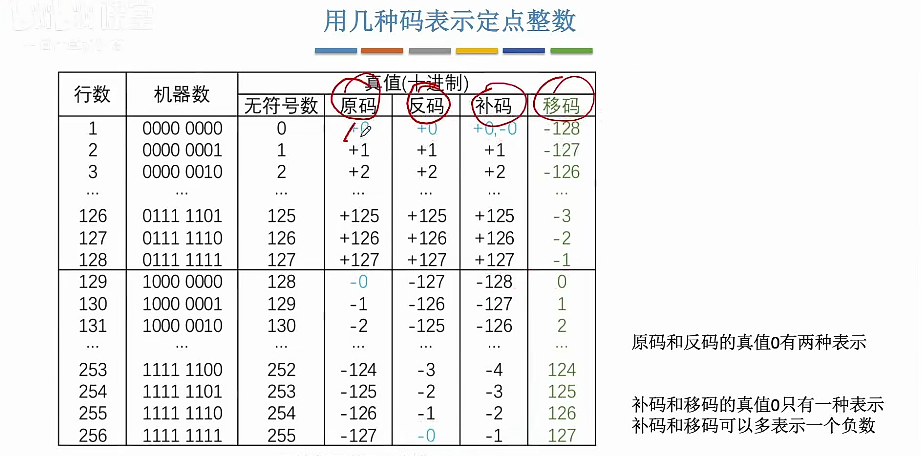 用几种码表示定点整数
行数 机器数 真值(十进制)
无符号数 原码 反码 补码 移码
1 0000 0000 0 +0 +0 +0,-0 -128
2 0000 0001 1 +1 +1 +1 -127
3 0000 0010 2 +2 +2 +2 -126
... ... ... ... ... ... ...
126 0111 1101 125 +125 +125 +125 -3
127 0111 1110 126 +126 +126 +126 -2
128 0111 1111 127 +127 +127 +127 -1
129 1000 0000 128 -0 -127 -128 0
130 1000 0001 129 -1 -126 -127 1
131 1000 0010 130 -2 -125 -126 2
... ... ... ... ... ... ...
253 1111 1100 252 -124 -3 -4 124
254 1111 1101 253 -125 -2 -3 125
255 1111 1110 254 -126 -1 -2 126
256 1111 1111 255 -127 -0 -1 127
原码和反码的真值0有两种表示
补码和移码的真值0只有一种表示
补码和移码可以多表示一个负数